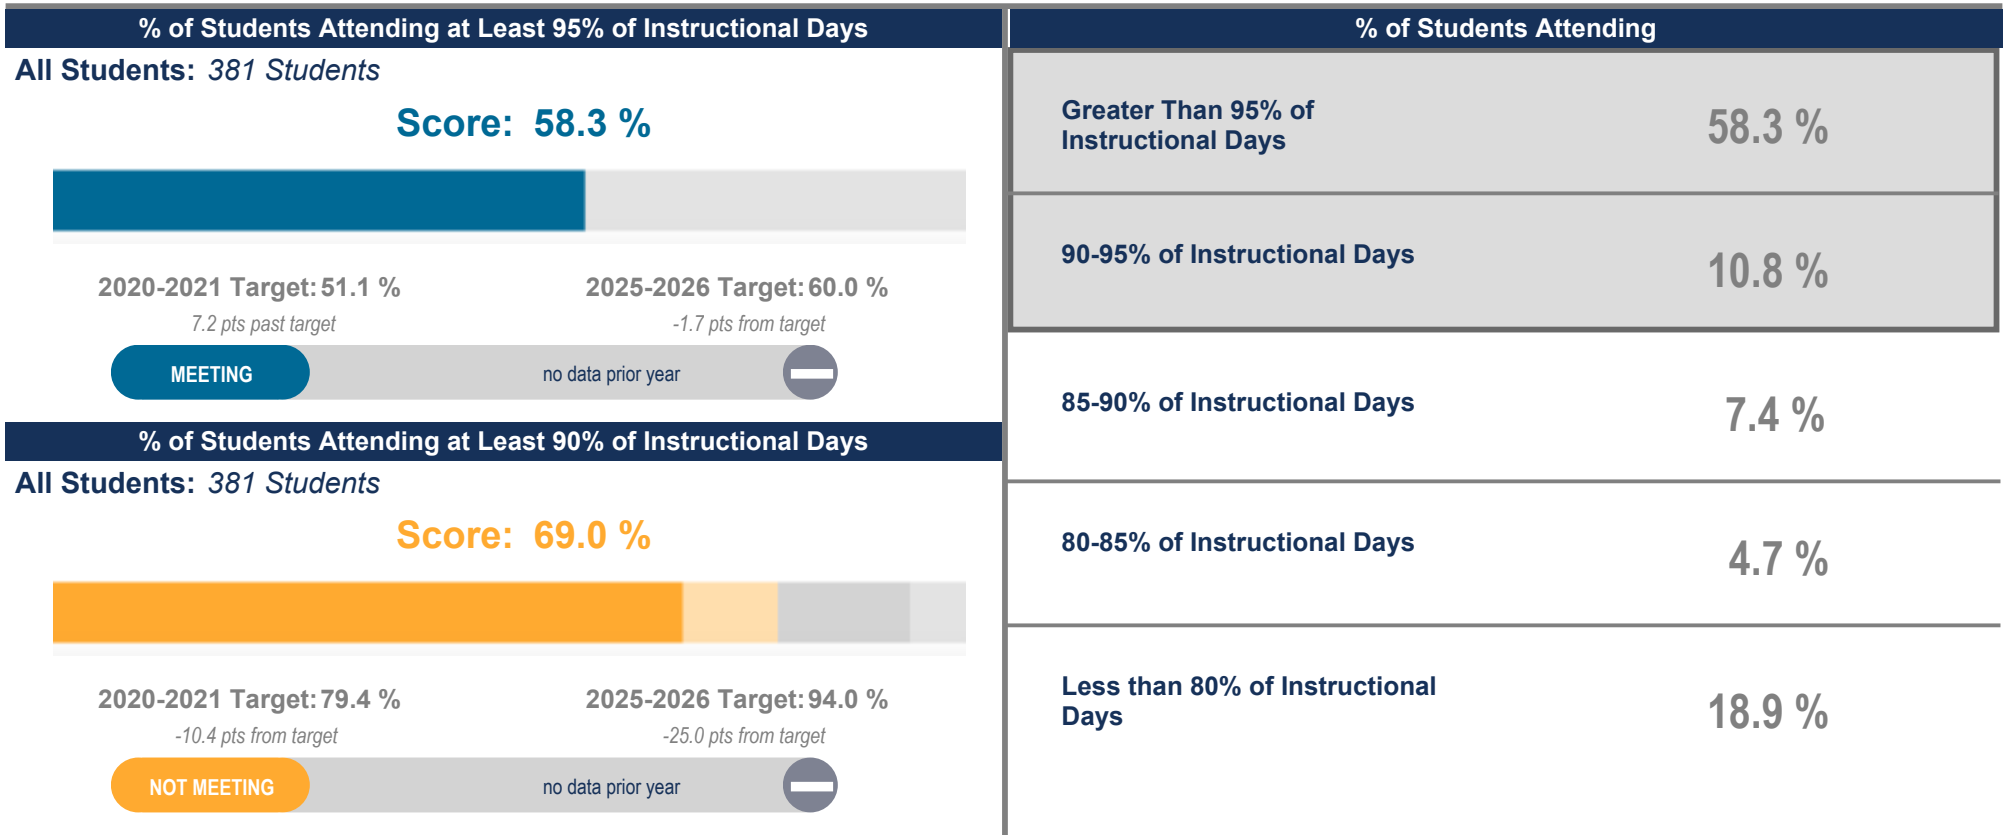 % of Students Attending at Least 95% of Instructional Days
All Students: 381 Students
Score: 58.3 %
2020-2021 Target: 51.1 %
7.2 pts past target
2025-2026 Target: 60.0 %
-1.7 pts from target
MEETING
no data prior year
% of Students Attending at Least 90% of Instructional Days
All Students: 381 Students
Score: 69.0 %
2020-2021 Target: 79.4 %
-10.4 pts from target
2025-2026 Target: 94.0 %
-25.0 pts from target
NOT MEETING
no data prior year
% of Students Attending
Greater Than 95% of
Instructional Days
58.3 %
90-95% of Instructional Days
10.8 %
85-90% of Instructional Days
7.4 %
80-85% of Instructional Days
4.7 %
Less than 80% of Instructional
Days
18.9 %